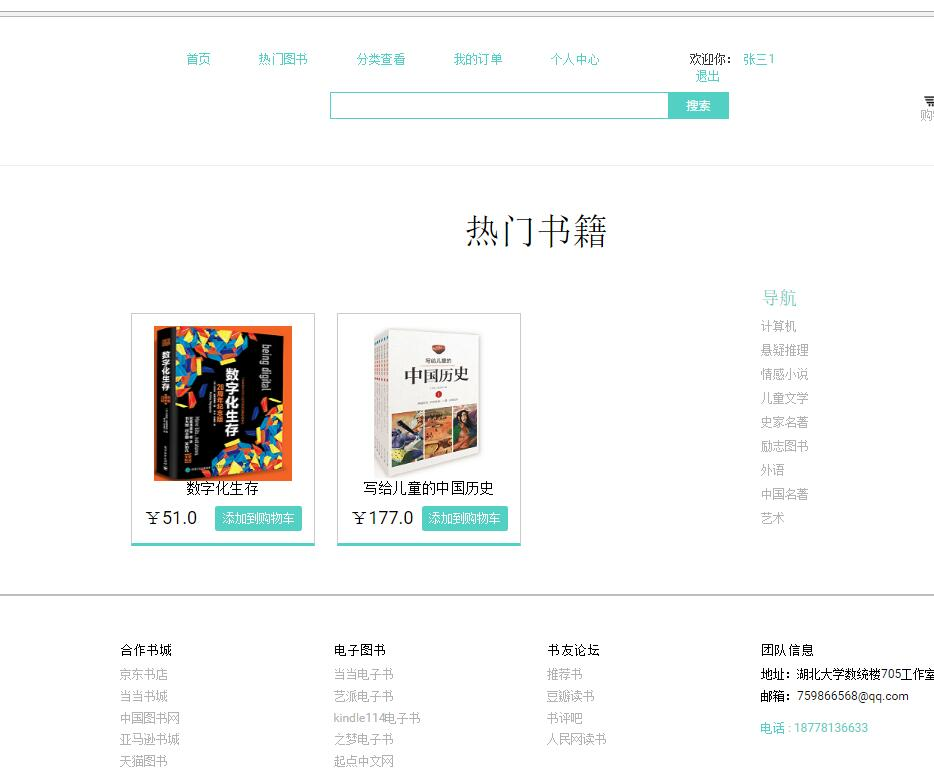 首页 热门图书 分类查看 我的订单 个人中心 欢迎你： 张三1
退出
搜索
热门书籍
导航
计算机
悬疑推理
情感小说
儿童文学
史家名著
励志图书
外语
中国名著
艺术
being digital
数字化生存
20周年纪念版
数字化生存
数字化生存
￥51.0 添加到购物车
写给儿童的
中国历史
1
写给儿童的中国历史
￥177.0 添加到购物车
合作书城
京东书店
当当书城
中国图书网
亚马逊书城
天猫图书
电子图书
当当电子书
艺派电子书
kindle114电子书
之梦电子书
起点中文网
书友论坛
推荐书
豆瓣读书
书评吧
人民网读书
团队信息
地址：湖北大学数统楼705工作室
邮箱：759866568@qq.com
电话 : 18778136633